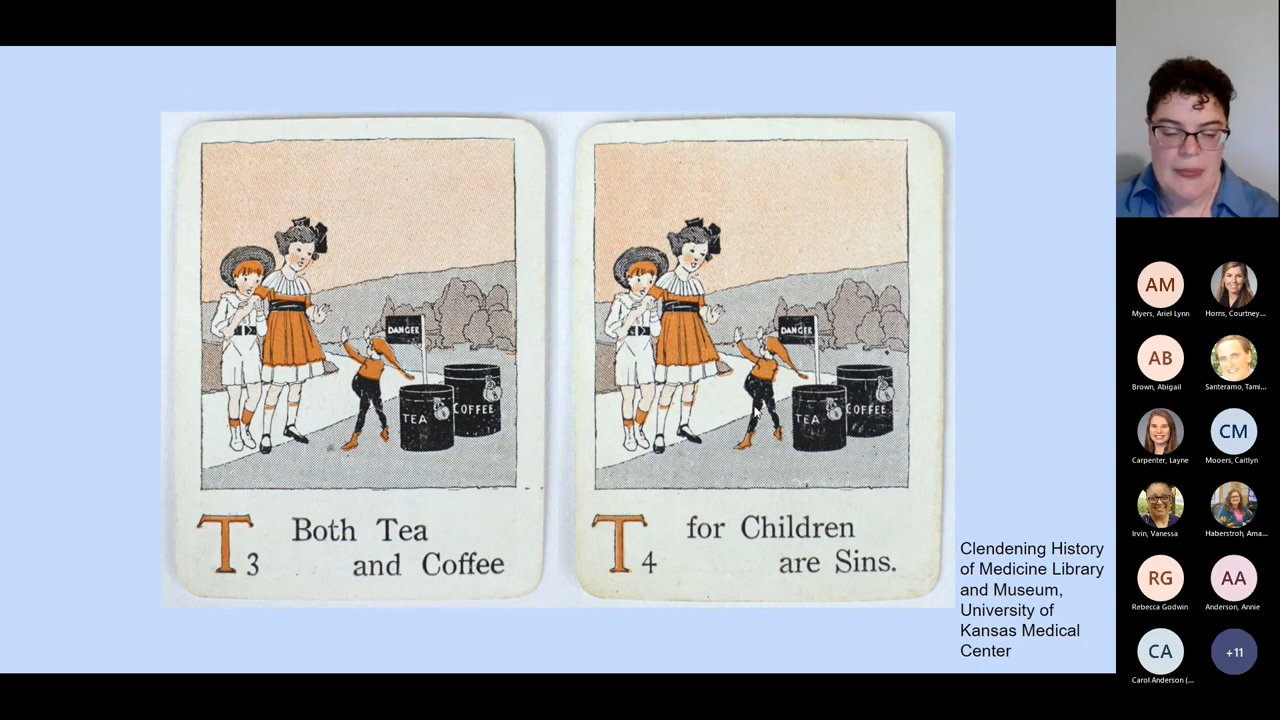 DANGER
TEA
COFFEE
T
3
Both Tea
and Coffee
DANGER
TEA
COFFEE
T
4
for Children
are Sins.
Clendening History
of Medicine Library
and Museum,
University of
Kansas Medical
Center
AM
Myers, Ariel Lynn
Horns, Courtney...
AB
Brown, Abigail
Santeramo, Tami...
Carpenter, Layne
CM
Mooers, Caitlyn
Irvin, Vanessa
Haberstroh, Ama...
RG
Rebecca Godwin
AA
Anderson, Annie
CA
Carol Anderson (...
+11